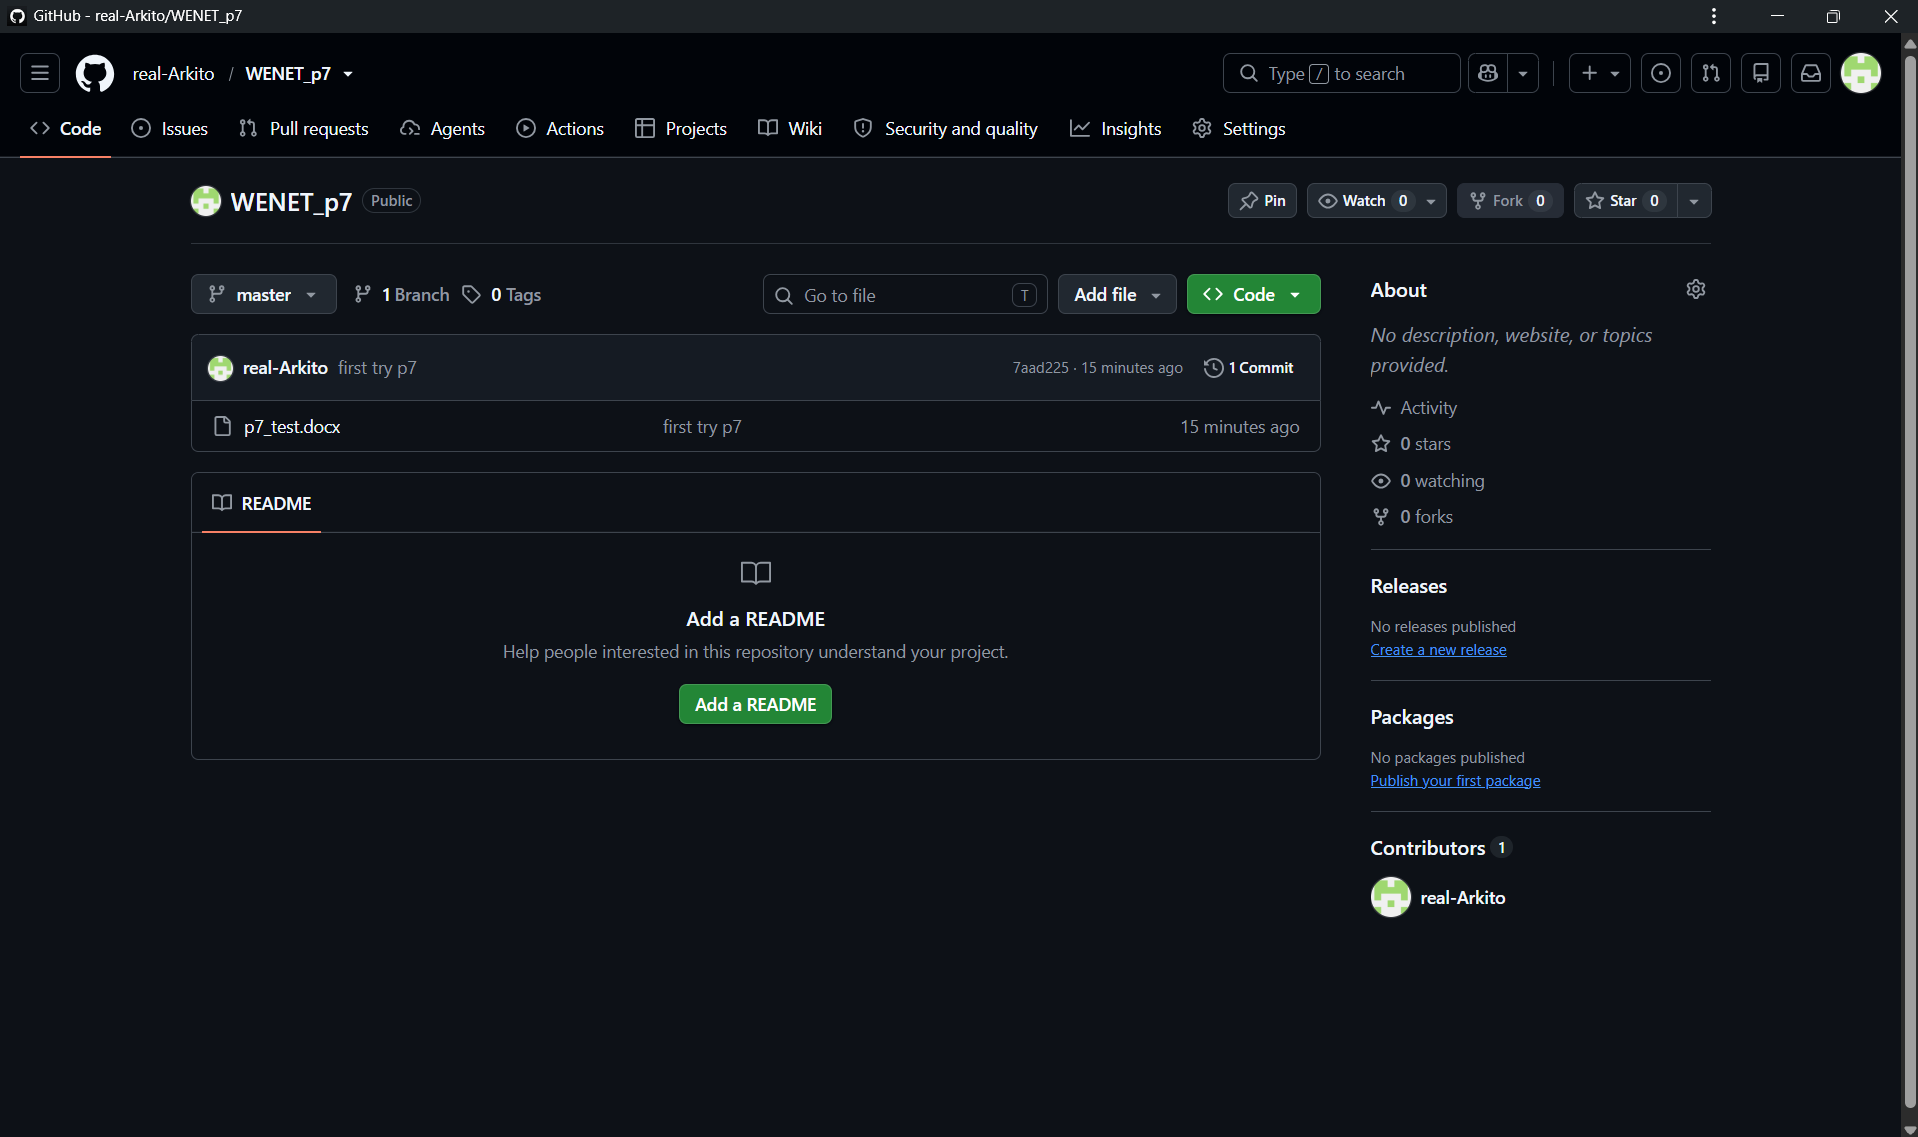 GitHub - real-Arkito/WENET_p7
real-Arkito / WENET_p7
Type / to search
Code
Issues
Pull requests
Agents
Actions
Projects
Wiki
Security and quality
Insights
Settings
WENET_p7 Public
Pin
Watch 0
Fork 0
Star 0
master
1 Branch
0 Tags
Go to file T
Add file
Code
real-Arkito first try p7 7aad225 · 15 minutes ago 1 Commit
p7_test.docx first try p7 15 minutes ago
README
Add a README
Help people interested in this repository understand your project.
Add a README
About
No description, website, or topics
provided.
Activity
0 stars
0 watching
0 forks
Releases
No releases published
Create a new release
Packages
No packages published
Publish your first package
Contributors 1
real-Arkito